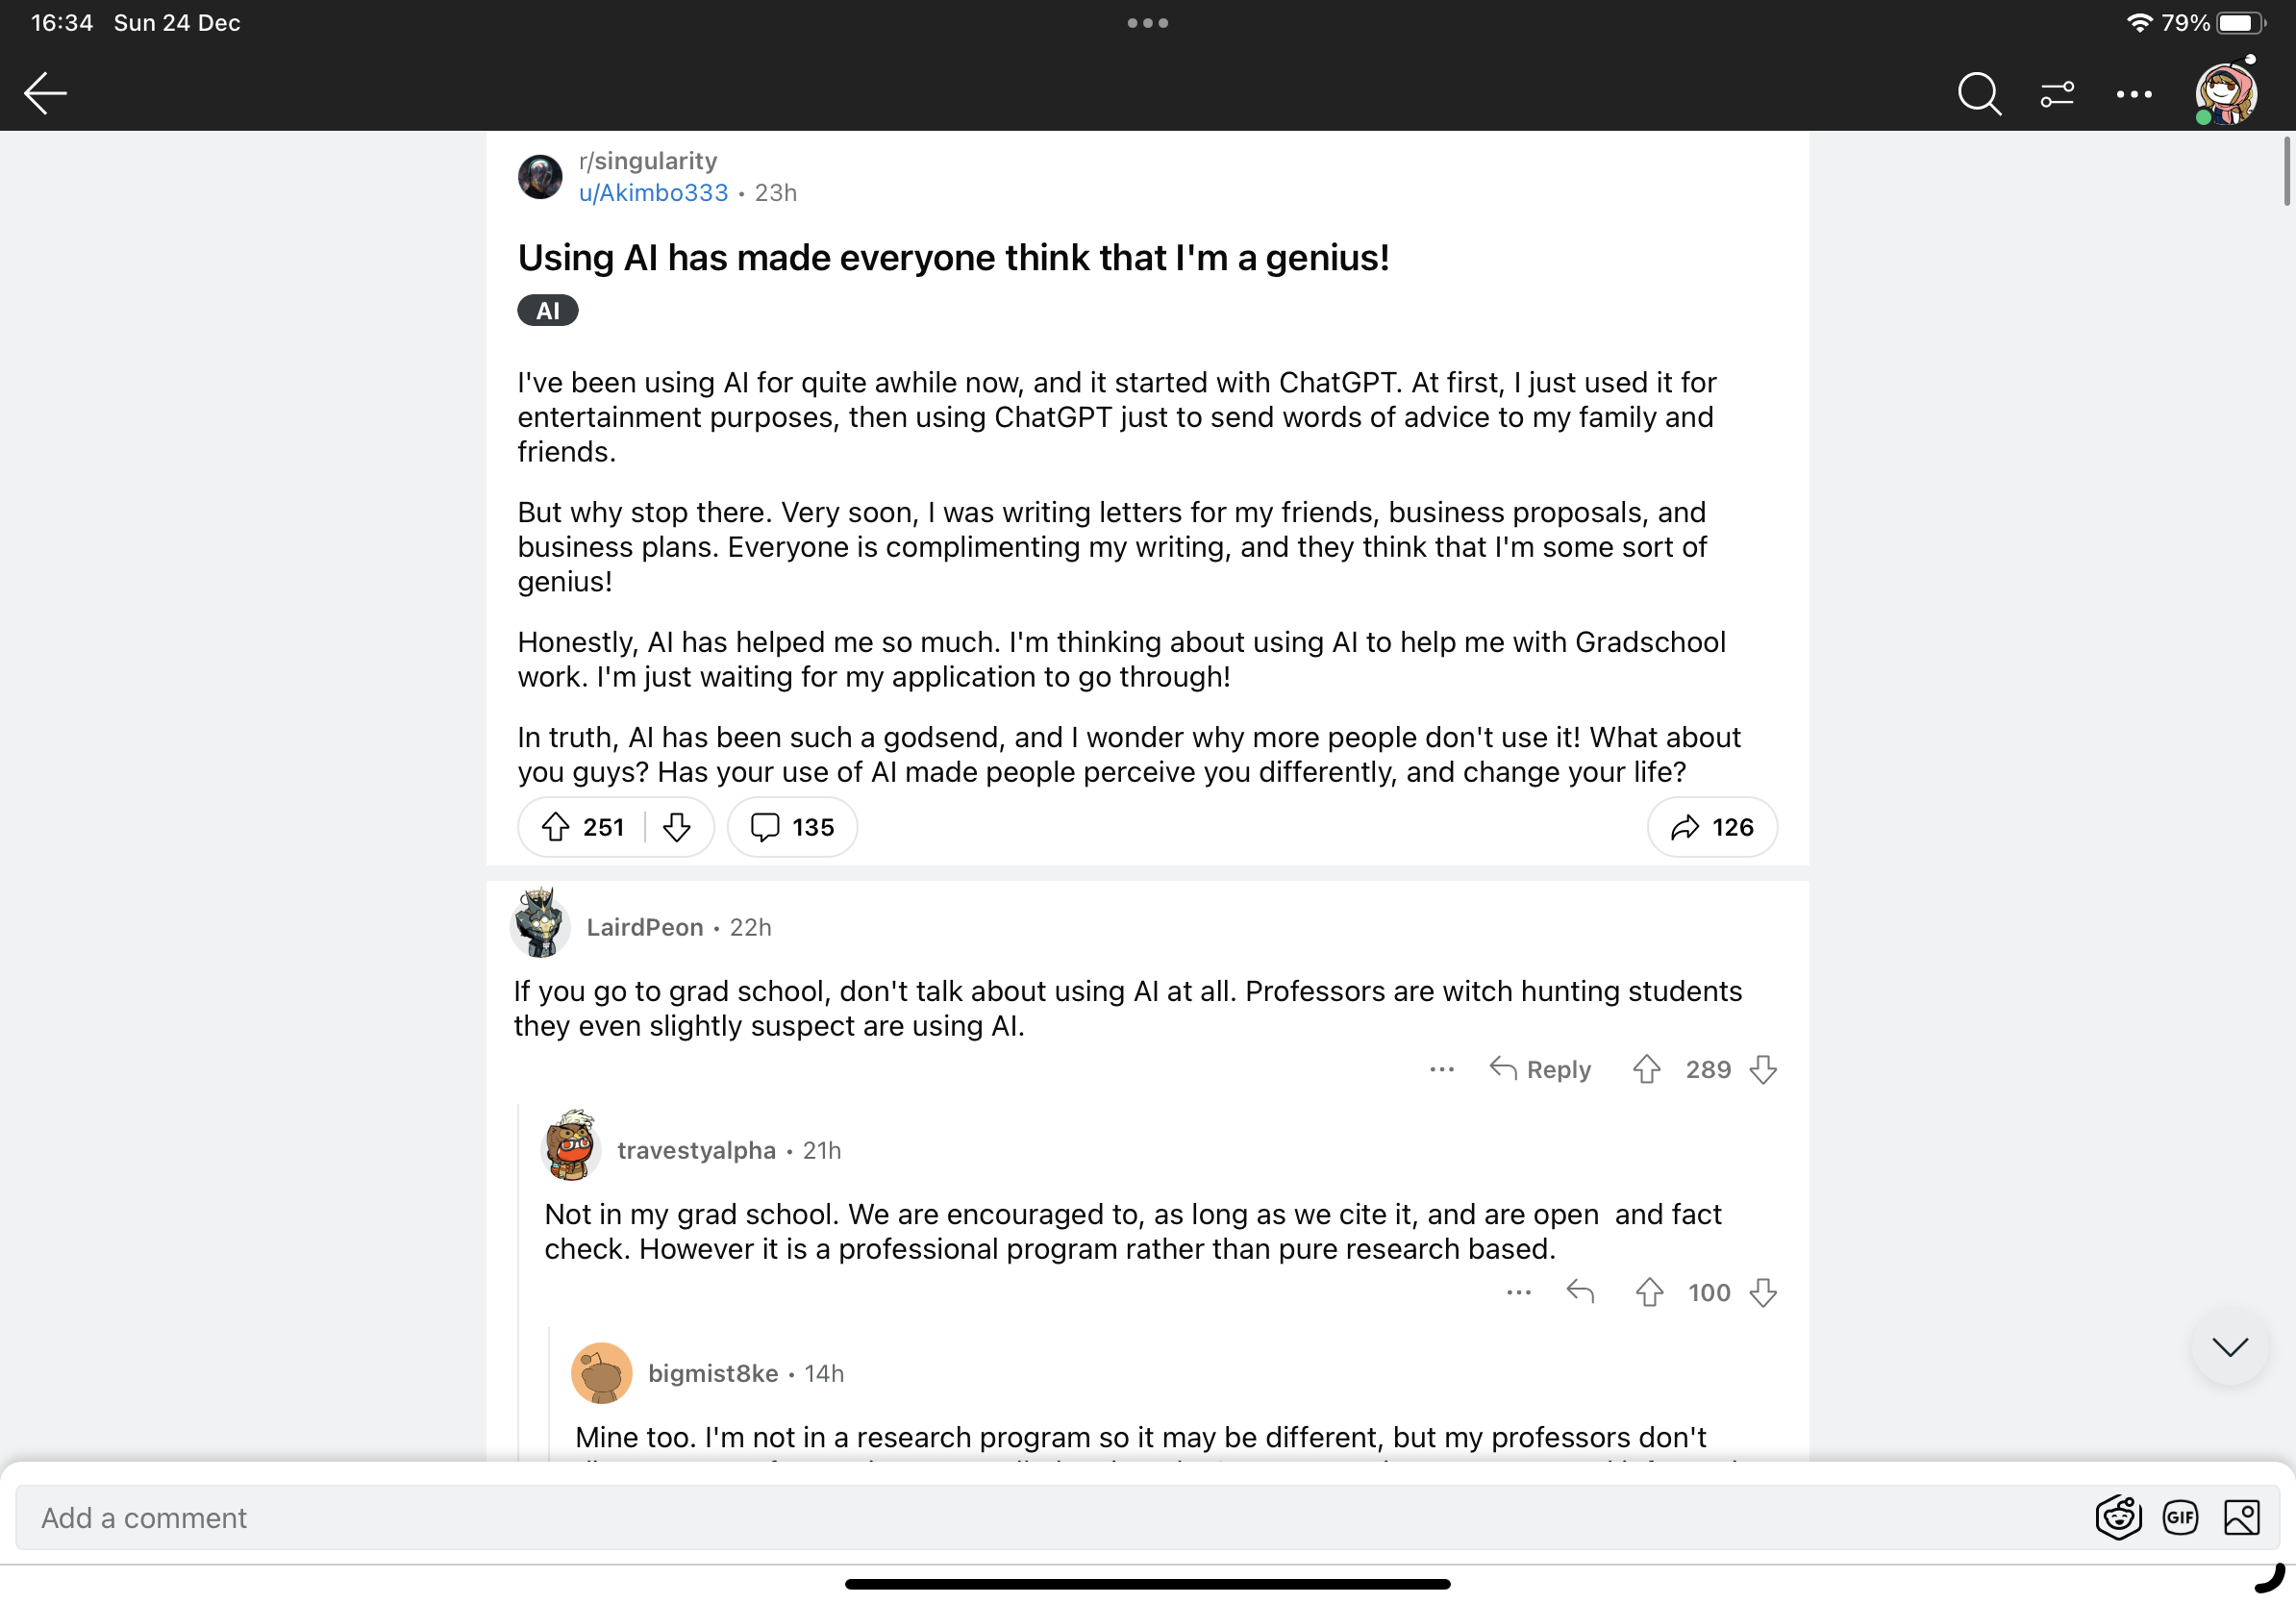 16:34 Sun 24 Dec
79%
r/singularity
u/Akimbo333 • 23h
Using AI has made everyone think that I'm a genius!
AI
I've been using AI for quite awhile now, and it started with ChatGPT. At first, I just used it for
entertainment purposes, then using ChatGPT just to send words of advice to my family and
friends.
But why stop there. Very soon, I was writing letters for my friends, business proposals, and
business plans. Everyone is complimenting my writing, and they think that I'm some sort of
genius!
Honestly, AI has helped me so much. I'm thinking about using AI to help me with Gradschool
work. I'm just waiting for my application to go through!
In truth, AI has been such a godsend, and I wonder why more people don't use it! What about
you guys? Has your use of AI made people perceive you differently, and change your life?
251 135 126
LairdPeon • 22h
If you go to grad school, don't talk about using AI at all. Professors are witch hunting students
they even slightly suspect are using AI.
Reply 289
travestyalpha • 21h
Not in my grad school. We are encouraged to, as long as we cite it, and are open  and fact
check. However it is a professional program rather than pure research based.
100
bigmist8ke • 14h
Mine too. I'm not in a research program so it may be different, but my professors don't
Add a comment
GIF